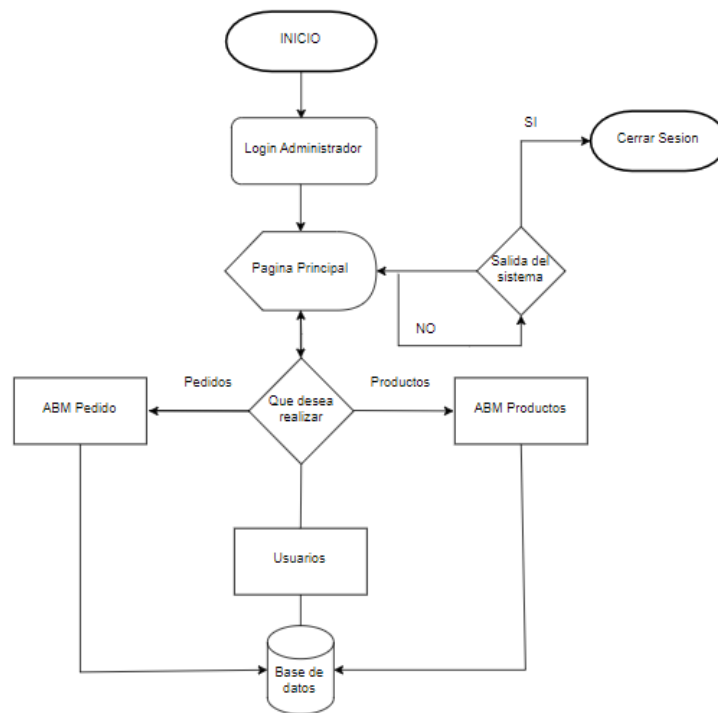 INICIO
SI
Cerrar Sesion
Login Administrador
Pagina Principal
Salida del
sistema
NO
Pedidos
Productos
ABM Pedido
Que desea
realizar
ABM Productos
Usuarios
Base de
datos